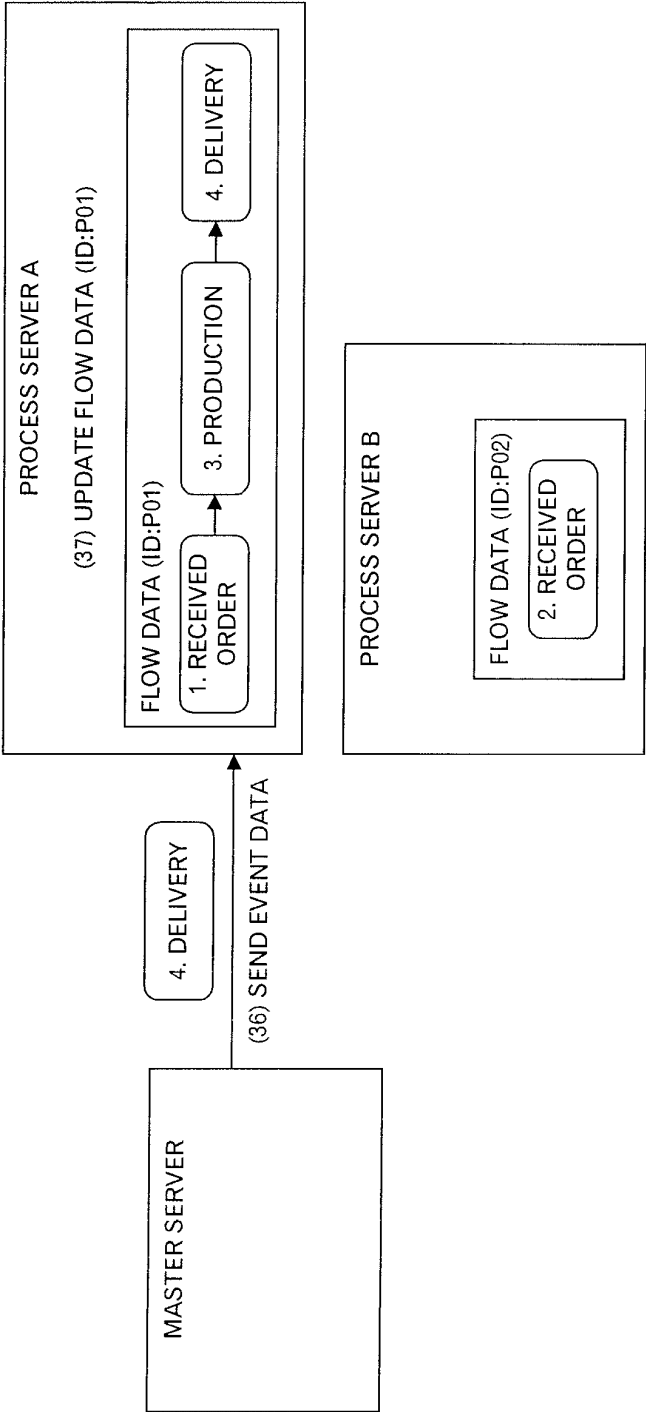 MASTER SERVER
4. DELIVERY
(36) SEND EVENT DATA
PROCESS SERVER A
(37) UPDATE FLOW DATA (ID:P01)
FLOW DATA (ID:P01)
1. RECEIVED
ORDER
3. PRODUCTION
4. DELIVERY
PROCESS SERVER B
FLOW DATA (ID:P02)
2. RECEIVED
ORDER